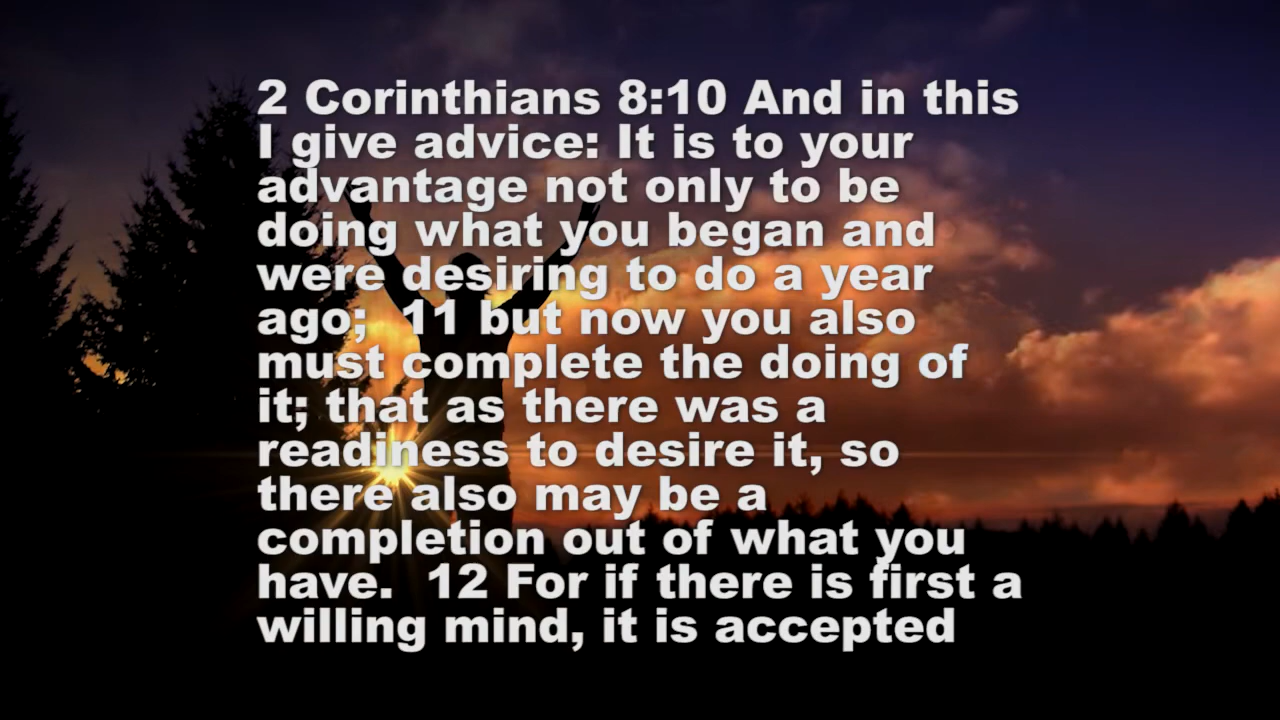 2 Corinthians 8:10 And in this
I give advice: It is to your
advantage not only to be
doing what you began and
were desiring to do a year
ago;  11 but now you also
must complete the doing of
it; that as there was a
readiness to desire it, so
there also may be a
completion out of what you
have.  12 For if there is first a
willing mind, it is accepted